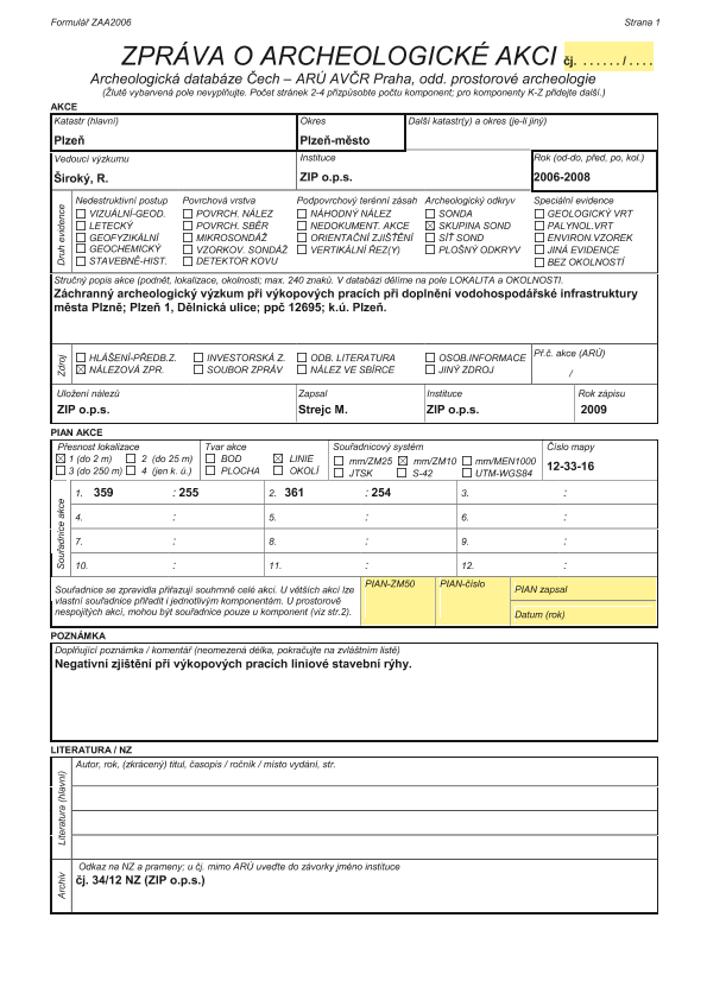 Formulář ZAA2006 Strana 1
ZPRÁVA O ARCHEOLOGICKÉ AKCI čj. ....../....
Archeologická databáze Čech – ARÚ AVČR Praha, odd. prostorové archeologie
(Žlutě vybarvená pole nevyplňujte. Počet stránek 2-4 přizpůsobte počtu komponent; pro komponenty K-Z přidejte další.)
AKCE
Katastr (hlavní) Okres Další katastr(y) a okres (je-li jiný)
Plzeň Plzeň-město
Vedoucí výzkumu Instituce Rok (od-do, před, po, kol.)
Široký, R. ZIP o.p.s. 2006-2008
Druh evidence
Nedestruktivní postup Povrchová vrstva Podpovrchový terénní zásah Archeologický odkryv Speciální evidence
☐ VIZUÁLNÍ-GEOD. ☐ POVRCH. NÁLEZ ☐ NÁHODNÝ NÁLEZ ☐ SONDA ☐ GEOLOGICKÝ VRT
☐ LETECKÝ ☐ POVRCH. SBĚR ☐ NEDOKUMENT. AKCE ☒ SKUPINA SOND ☐ PALYNOL.VRT
☐ GEOFYZIKÁLNÍ ☐ MIKROSONDÁŽ ☐ ORIENTAČNÍ ZJIŠTĚNÍ ☐ SÍŤ SOND ☐ ENVIRON.VZOREK
☐ GEOCHEMICKÝ ☐ VZORKOV. SONDÁŽ ☐ VERTIKÁLNÍ ŘEZ(Y) ☐ PLOŠNÝ ODKRYV ☐ JINÁ EVIDENCE
☐ STAVEBNĚ-HIST. ☐ DETEKTOR KOVU ☐ BEZ OKOLNOSTÍ
Stručný popis akce (podnět, lokalizace, okolnosti; max. 240 znaků. V databázi dělíme na pole LOKALITA a OKOLNOSTI.
Záchranný archeologický výzkum při výkopových pracích při doplnění vodohospodářské infrastruktury
města Plzně; Plzeň 1, Dělnická ulice; ppč 12695; k.ú. Plzeň.
Zdroj
☐ HLÁŠENÍ-PŘEDB.Z. ☐ INVESTORSKÁ Z. ☐ ODB. LITERATURA ☐ OSOB.INFORMACE Př.č. akce (ARÚ)
☒ NÁLEZOVÁ ZPR. ☐ SOUBOR ZPRÁV ☐ NÁLEZ VE SBÍRCE ☐ JINÝ ZDROJ /
Uložení nálezů Zapsal Instituce Rok zápisu
ZIP o.p.s. Strejc M. ZIP o.p.s. 2009
PIAN AKCE
Přesnost lokalizace Tvar akce Souřadnicový systém Číslo mapy
☒ 1 (do 2 m) ☐ 2 (do 25 m) ☐ BOD ☒ LINIE ☐ mm/ZM25 ☒ mm/ZM10 ☐ mm/MEN1000 12-33-16
☐ 3 (do 250 m) ☐ 4 (jen k. ú.) ☐ PLOCHA ☐ OKOLÍ ☐ JTSK ☐ S-42 ☐ UTM-WGS84
Souřadnice akce
1. 359 : 255 2. 361 : 254 3. :
4. : 5. : 6. :
7. : 8. : 9. :
10. : 11. : 12. :
Souřadnice se zpravidla přiřazují souhrnně celé akci. U větších akcí lze PIAN-ZM50 PIAN-číslo PIAN zapsal
vlastní souřadnice přiředit i jednotlivým komponentám. U prostorově
nespojitých akcí, mohou být souřadnice pouze u komponent (viz str.2). Datum (rok)
POZNÁMKA
Doplňující poznámka / komentář (neomezená délka, pokračujte na zvláštním listě)
Negativní zjištění při výkopových pracích liniové stavební rýhy.
LITERATURA / NZ
Literatura (hlavní)
Autor, rok, (zkrácený) titul, časopis / ročník / místo vydání, str.
Archiv
Odkaz na NZ a prameny; u čj. mimo ARÚ uveďte do závorky jméno instituce
čj. 34/12 NZ (ZIP o.p.s.)